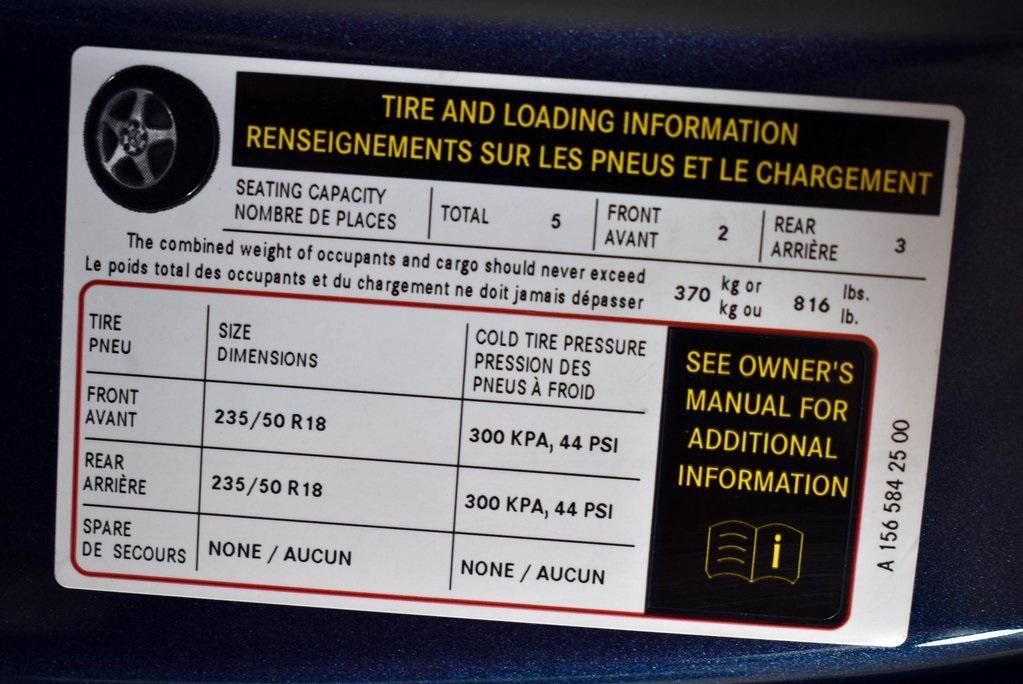 TIRE AND LOADING INFORMATION
RENSEIGNEMENTS SUR LES PNEUS ET LE CHARGEMENT
SEATING CAPACITY
NOMBRE DE PLACES
TOTAL 5
FRONT
AVANT
2
REAR
ARRIÈRE
3
The combined weight of occupants and cargo should never exceed
Le poids total des occupants et du chargement ne doit jamais dépasser
370
kg or
kg ou
816
lbs.
lb.
TIRE
PNEU
SIZE
DIMENSIONS
COLD TIRE PRESSURE
PRESSION DES
PNEUS À FROID
FRONT
AVANT
235/50 R18
300 KPA, 44 PSI
REAR
ARRIÈRE
235/50 R18
300 KPA, 44 PSI
SPARE
DE SECOURS
NONE / AUCUN
NONE / AUCUN
SEE OWNER'S
MANUAL FOR
ADDITIONAL
INFORMATION
i
A 156 584 25 00